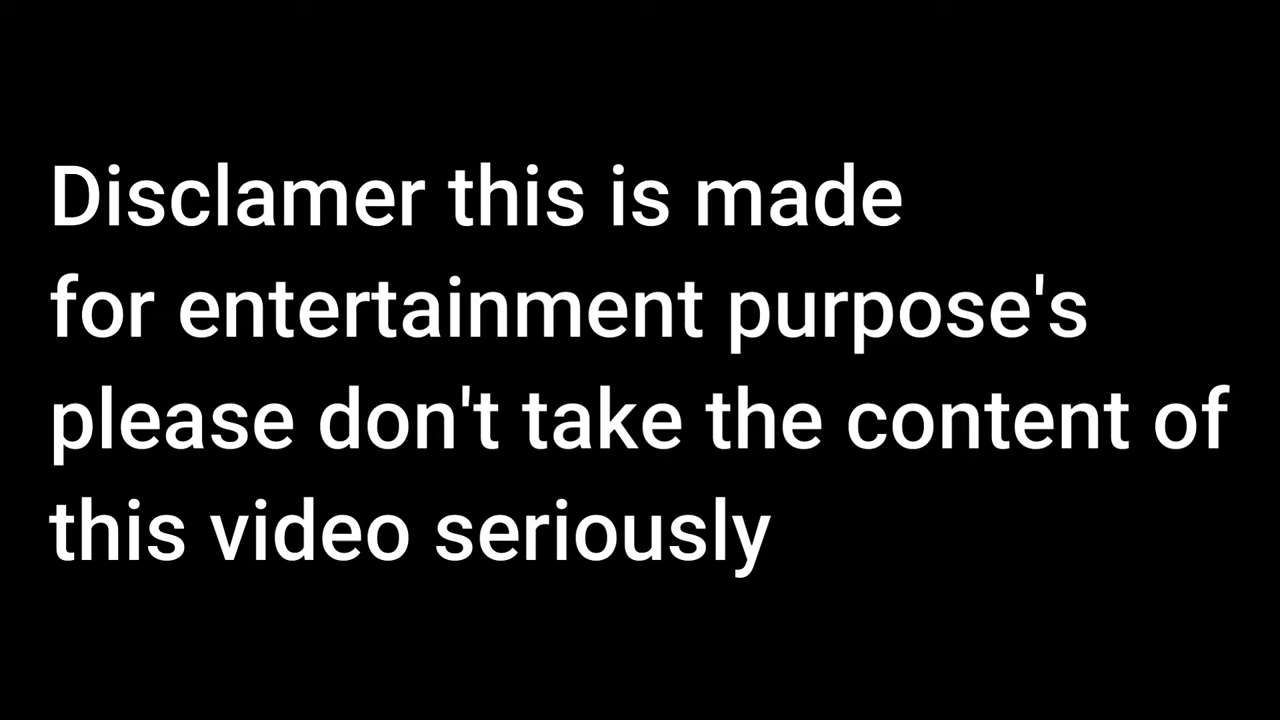 Disclamer this is made
for entertainment purpose's
please don't take the content of
this video seriously